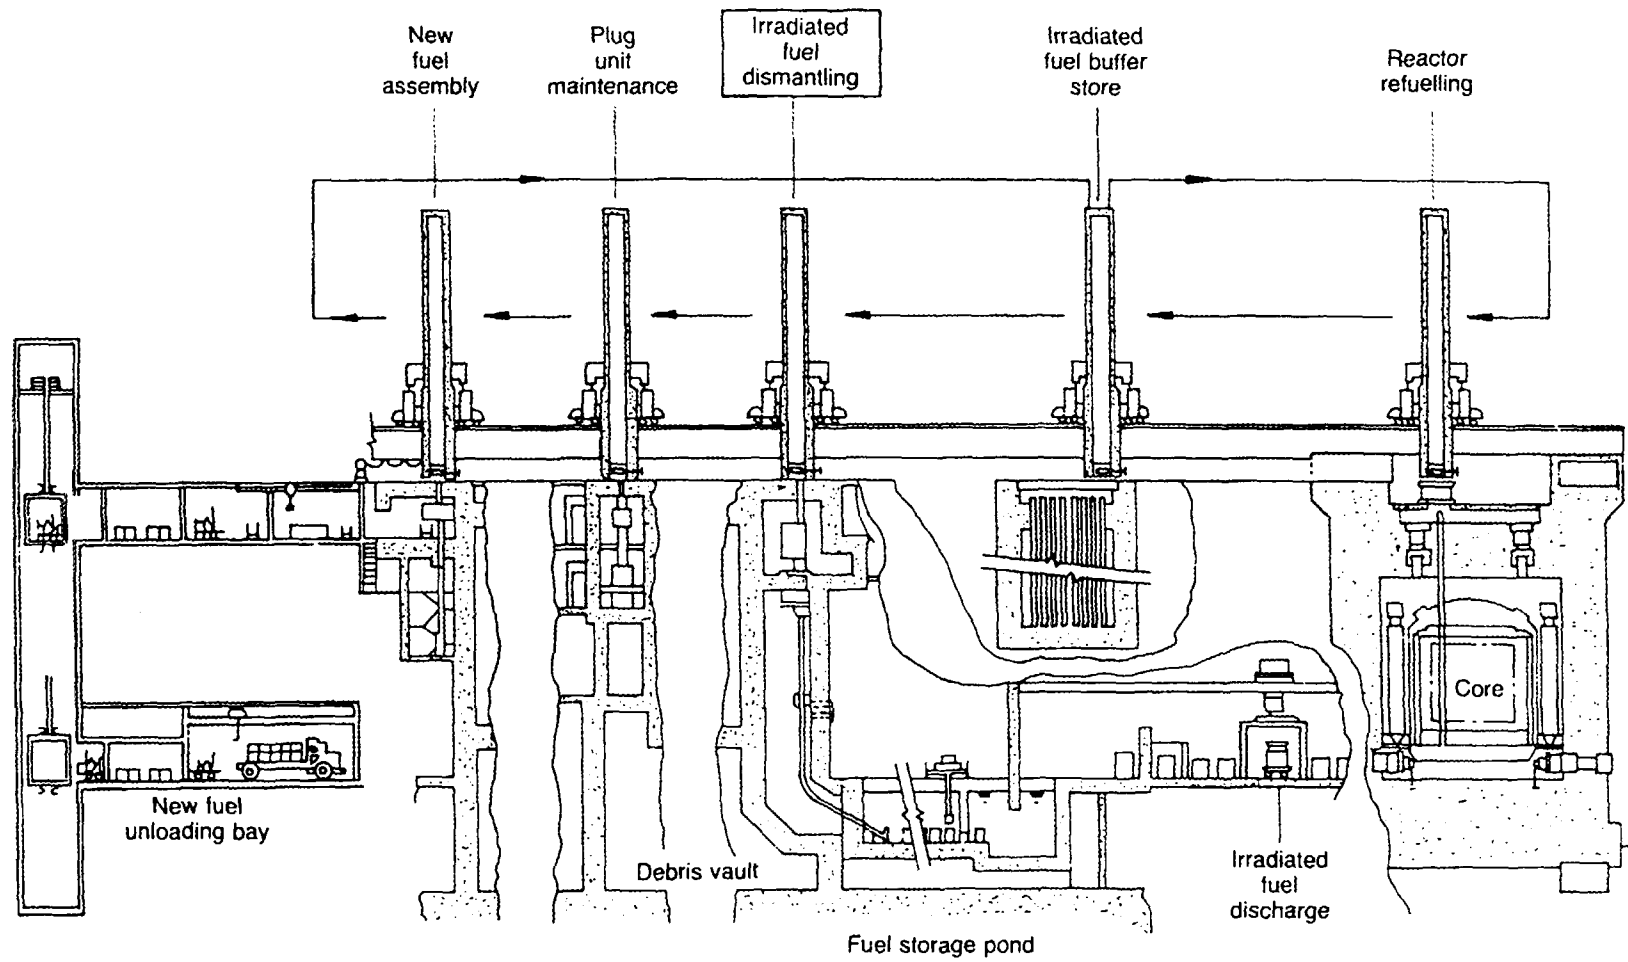 New
fuel
assembly
Plug
unit
maintenance
Irradiated
fuel
dismantling
Irradiated
fuel buffer
store
Reactor
refuelling
Core
New fuel
unloading bay
Debris vault
Irradiated
fuel
discharge
Fuel storage pond